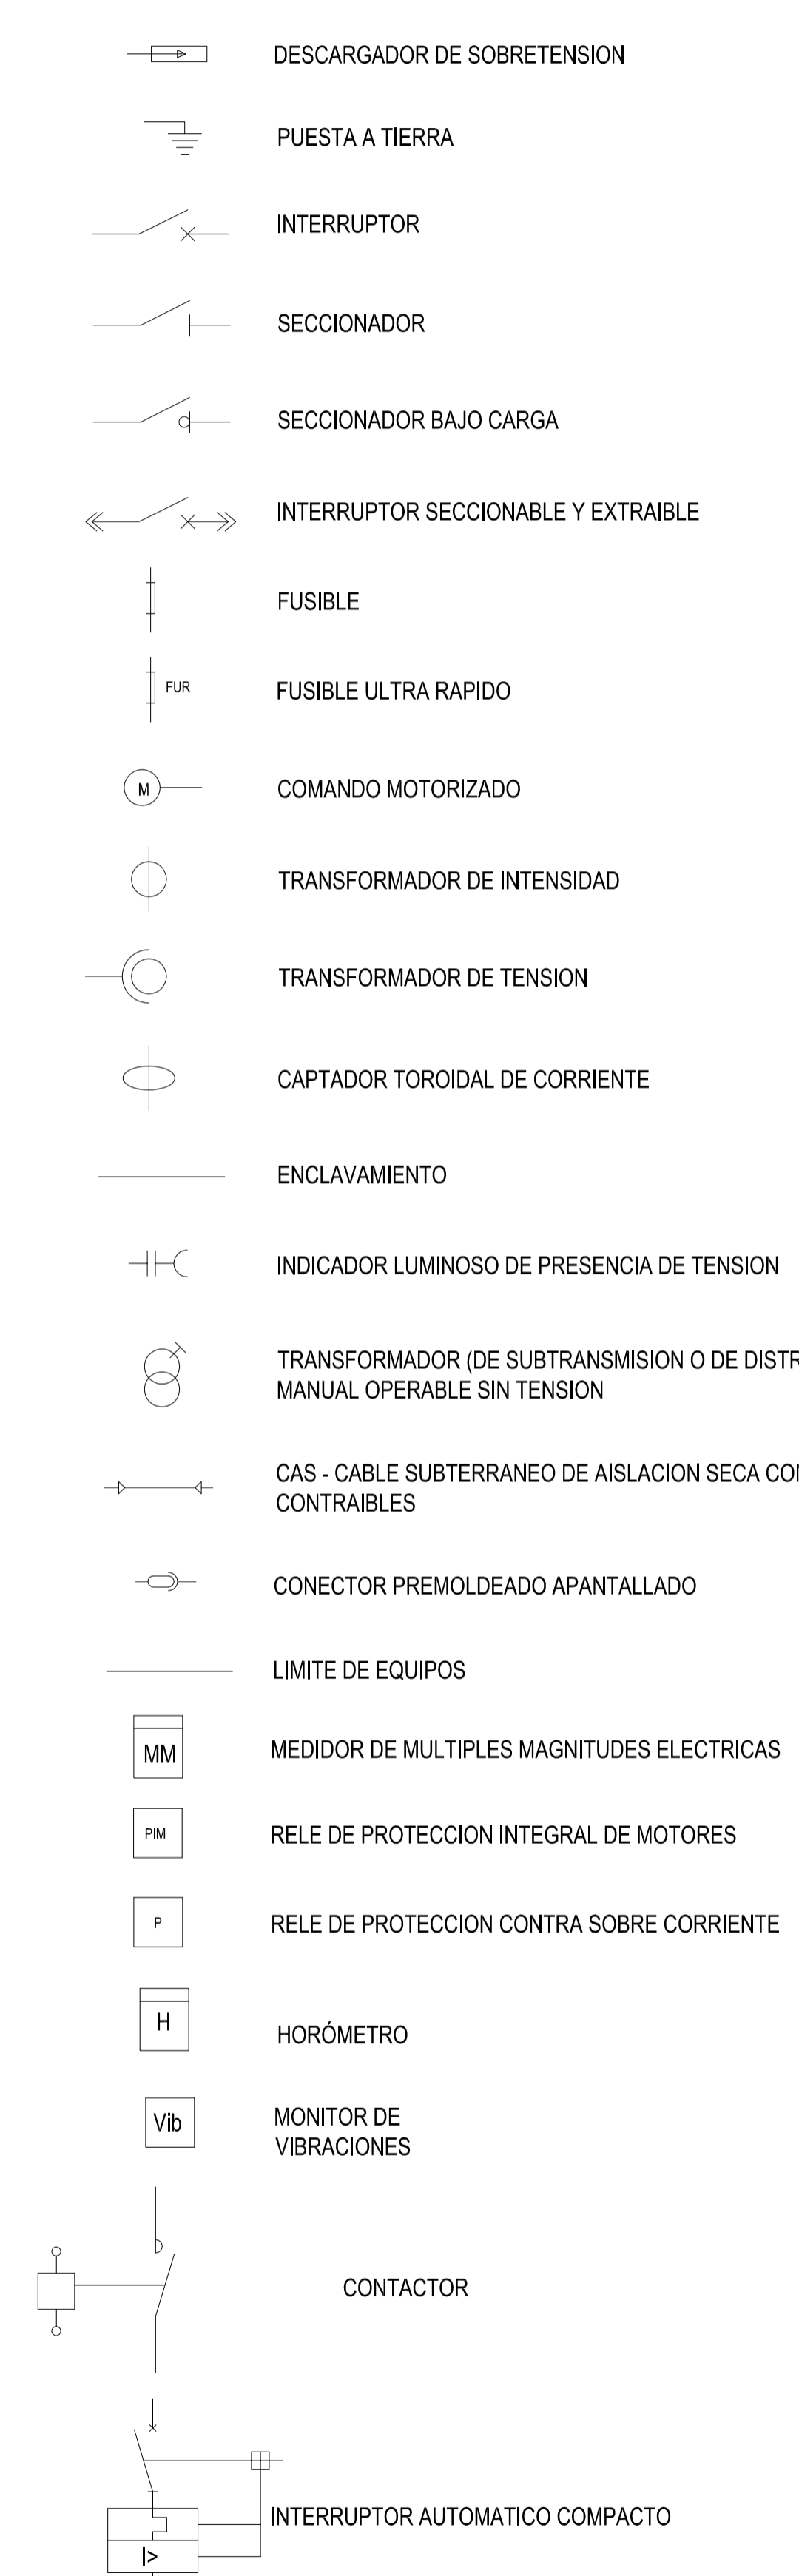 DESCARGADOR DE SOBRETENSION
PUESTA A TIERRA
INTERRUPTOR
SECCIONADOR
SECCIONADOR BAJO CARGA
INTERRUPTOR SECCIONABLE Y EXTRAIBLE
FUSIBLE
FUR FUSIBLE ULTRA RAPIDO
M COMANDO MOTORIZADO
TRANSFORMADOR DE INTENSIDAD
TRANSFORMADOR DE TENSION
CAPTADOR TOROIDAL DE CORRIENTE
ENCLAVAMIENTO
INDICADOR LUMINOSO DE PRESENCIA DE TENSION
TRANSFORMADOR (DE SUBTRANSMISION O DE
MANUAL OPERABLE SIN TENSION
CAS - CABLE SUBTERRANEO DE AISLACION SECA
CONTRAIBLES
CONECTOR PREMOLDEADO APANTALLADO
LIMITE DE EQUIPOS
MM MEDIDOR DE MULTIPLES MAGNITUDES ELECTRICAS
PIM RELE DE PROTECCION INTEGRAL DE MOTORES
P RELE DE PROTECCION CONTRA SOBRE CORRIENTE
H HORÓMETRO
Vib MONITOR DE
VIBRACIONES
CONTACTOR
INTERRUPTOR AUTOMATICO COMPACTO
I>